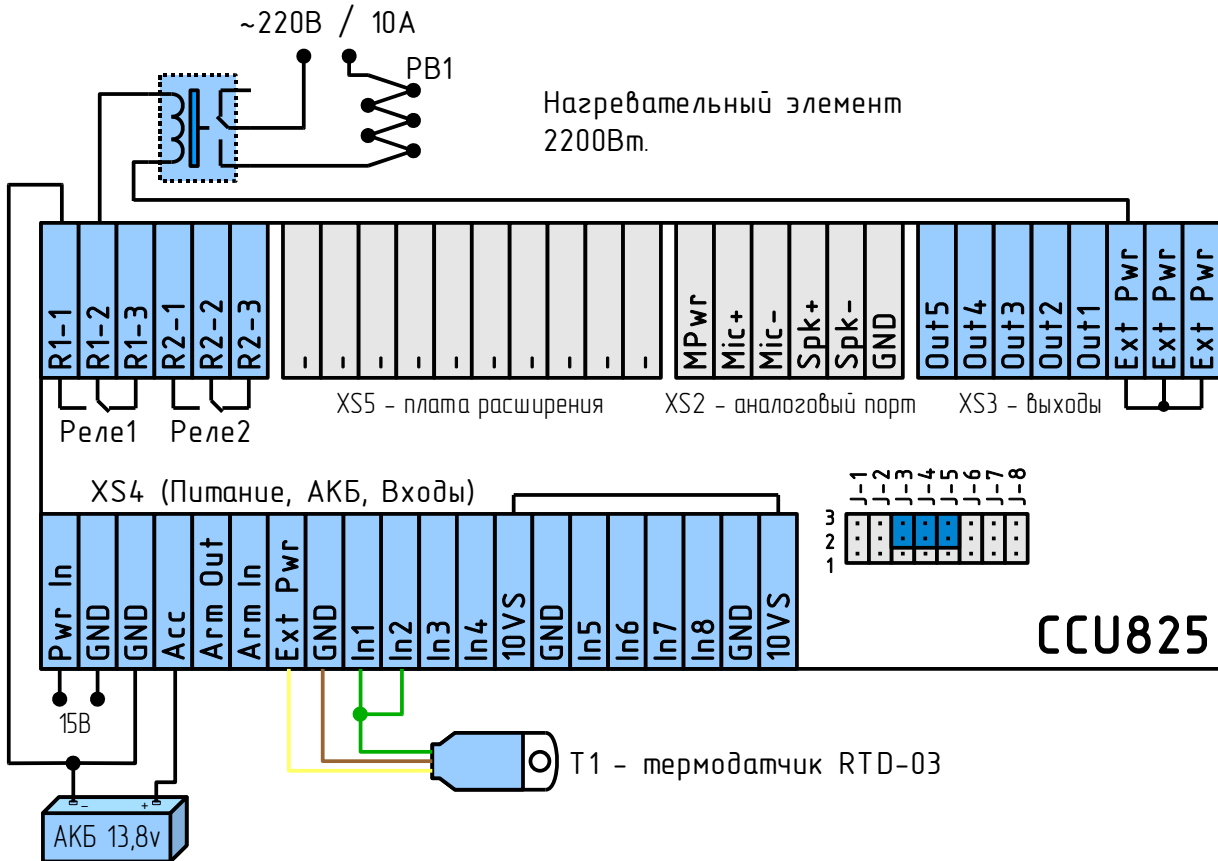 ~220В / 10А
РВ1
Нагревательный элемент
2200Вт.
R1-1
R1-2
R1-3
R2-1
R2-2
R2-3
-
-
-
-
-
-
-
-
-
-
MPwr
Mic+
Mic-
Spk+
Spk-
GND
Out5
Out4
Out3
Out2
Out1
Ext Pwr
Ext Pwr
Ext Pwr
Реле1
Реле2
XS5 - плата расширения
XS2 - аналоговый порт
XS3 - выходы
XS4 (Питание, АКБ, Входы)
J-1
J-2
J-3
J-4
J-5
J-6
J-7
J-8
3
2
1
Pwr In
GND
GND
Acc
Arm Out
Arm In
Ext Pwr
GND
In1
In2
In3
In4
10VS
GND
In5
In6
In7
In8
GND
10VS
CCU825
15В
Т1 - термодатчик RTD-03
- +
АКБ 13,8v